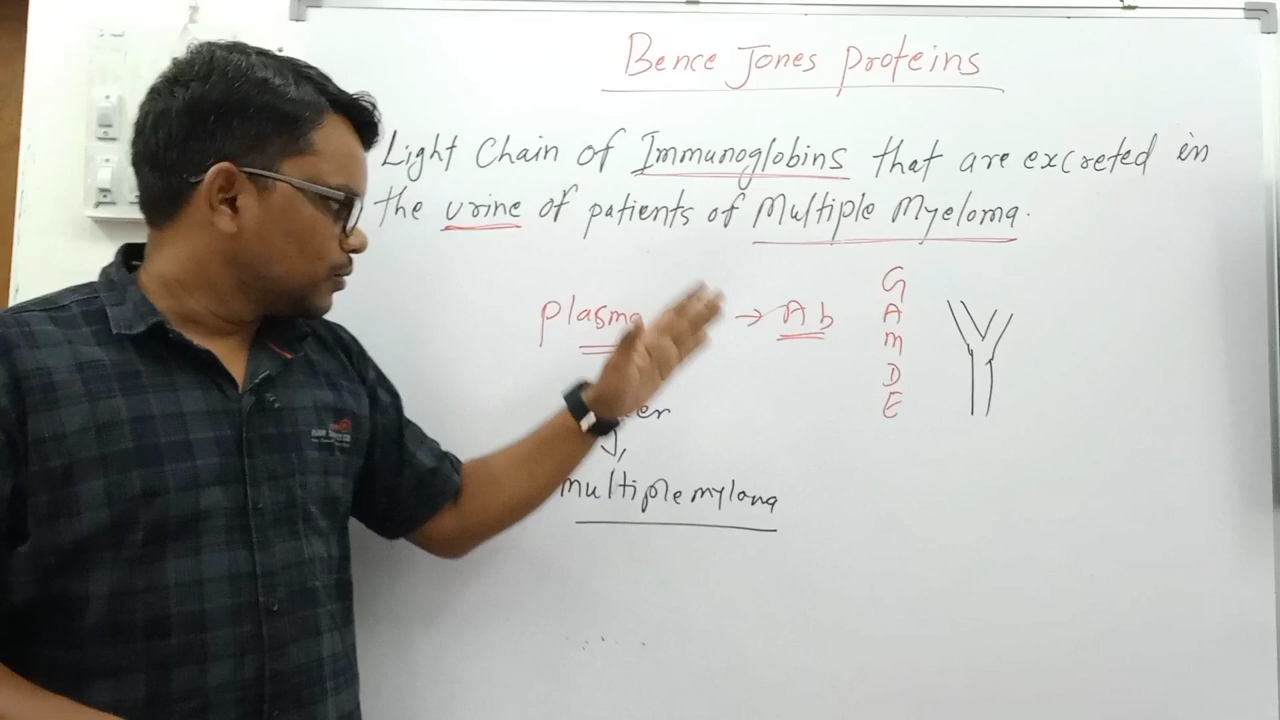 Bence Jones Proteins
Light Chain of Immunoglobins that are excreted in
the urine of patients of Multiple Myeloma.
plasma → Ab
G
A
M
D
E
multiple mylona